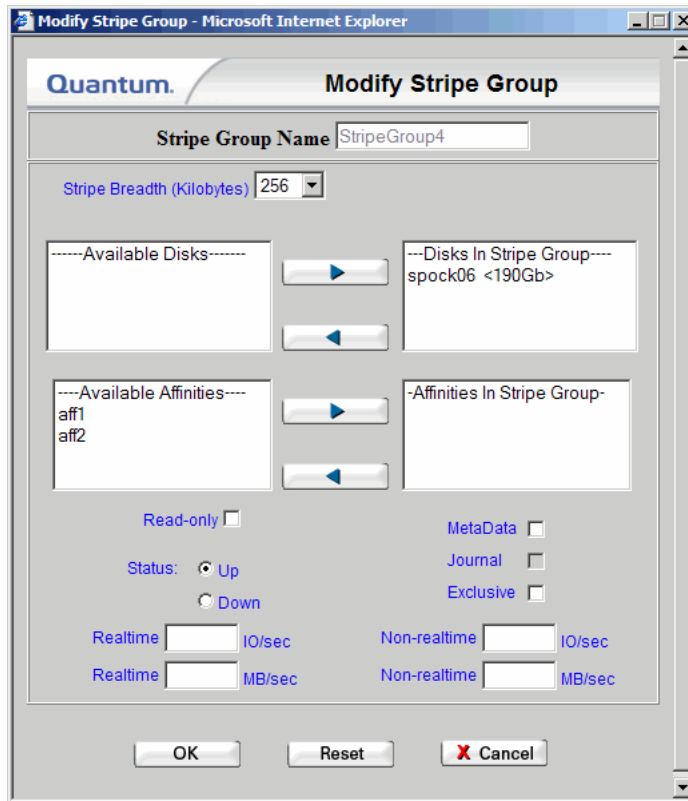 Modify Stripe Group - Microsoft Internet Explorer
Quantum. Modify Stripe Group
Stripe Group Name StripeGroup4
Stripe Breadth (Kilobytes) 256
------Available Disks-------
---Disks In Stripe Group----
spock06 <190Gb>
----Available Affinities----
aff1
aff2
-Affinities In Stripe Group-
Read-only
MetaData
Status: Up
Journal
Down
Exclusive
Realtime IO/sec Non-realtime IO/sec
Realtime MB/sec Non-realtime MB/sec
OK Reset X Cancel